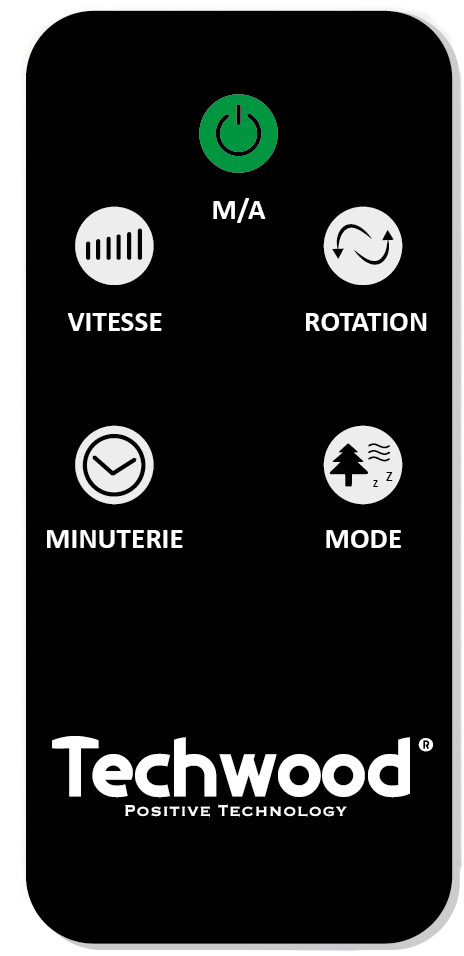 M/A
VITESSE
ROTATION
z Z
MINUTERIE
MODE
Techwood®
POSITIVE TECHNOLOGY